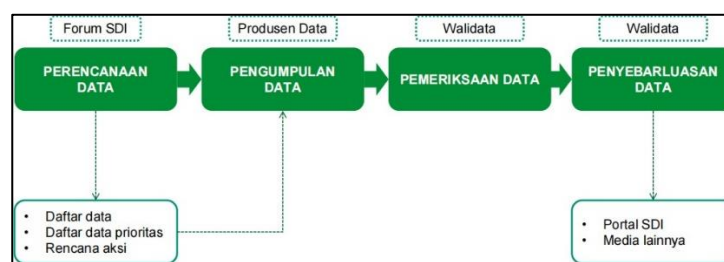 Forum SDI
Produsen Data
Walidata
Walidata
PERENCANAAN
DATA
PENGUMPULAN
DATA
PEMERIKSAAN DATA
PENYEBARLUASAN
DATA
• Daftar data
• Daftar data prioritas
• Rencana aksi
• Portal SDI
• Media lainnya